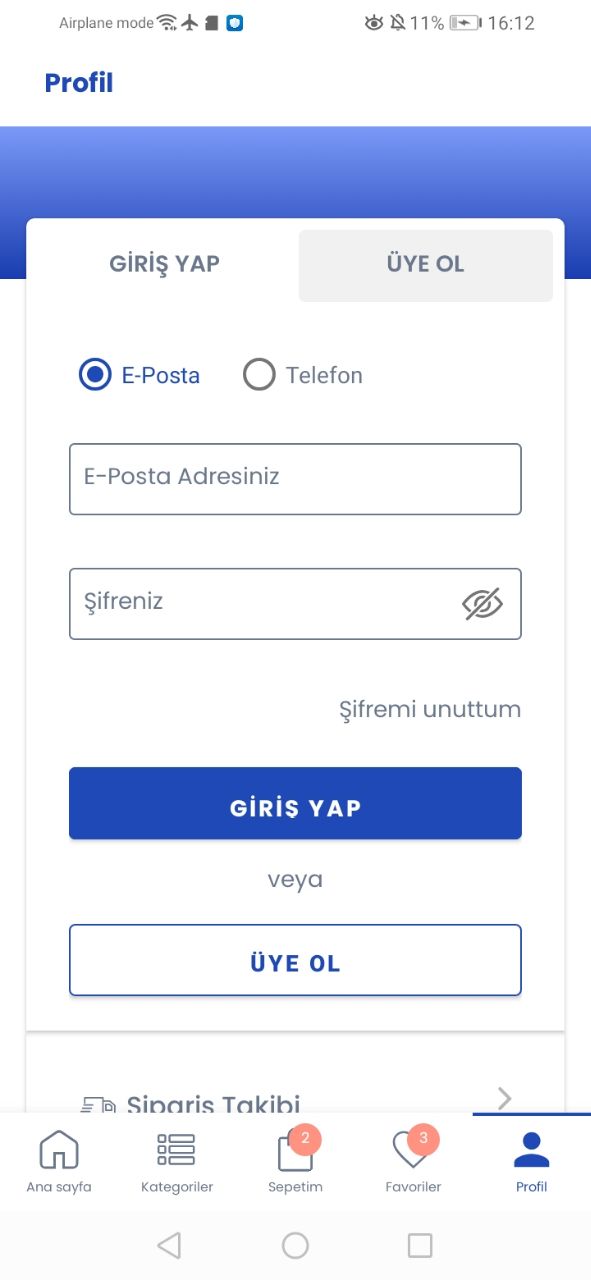 Airplane mode 11% 16:12
Profil
GİRİŞ YAP ÜYE OL
E-Posta Telefon
E-Posta Adresiniz
Şifreniz
Şifremi unuttum
GİRİŞ YAP
veya
ÜYE OL
Sipariş Takibi
2 3
Ana sayfa Kategoriler Sepetim Favoriler Profil